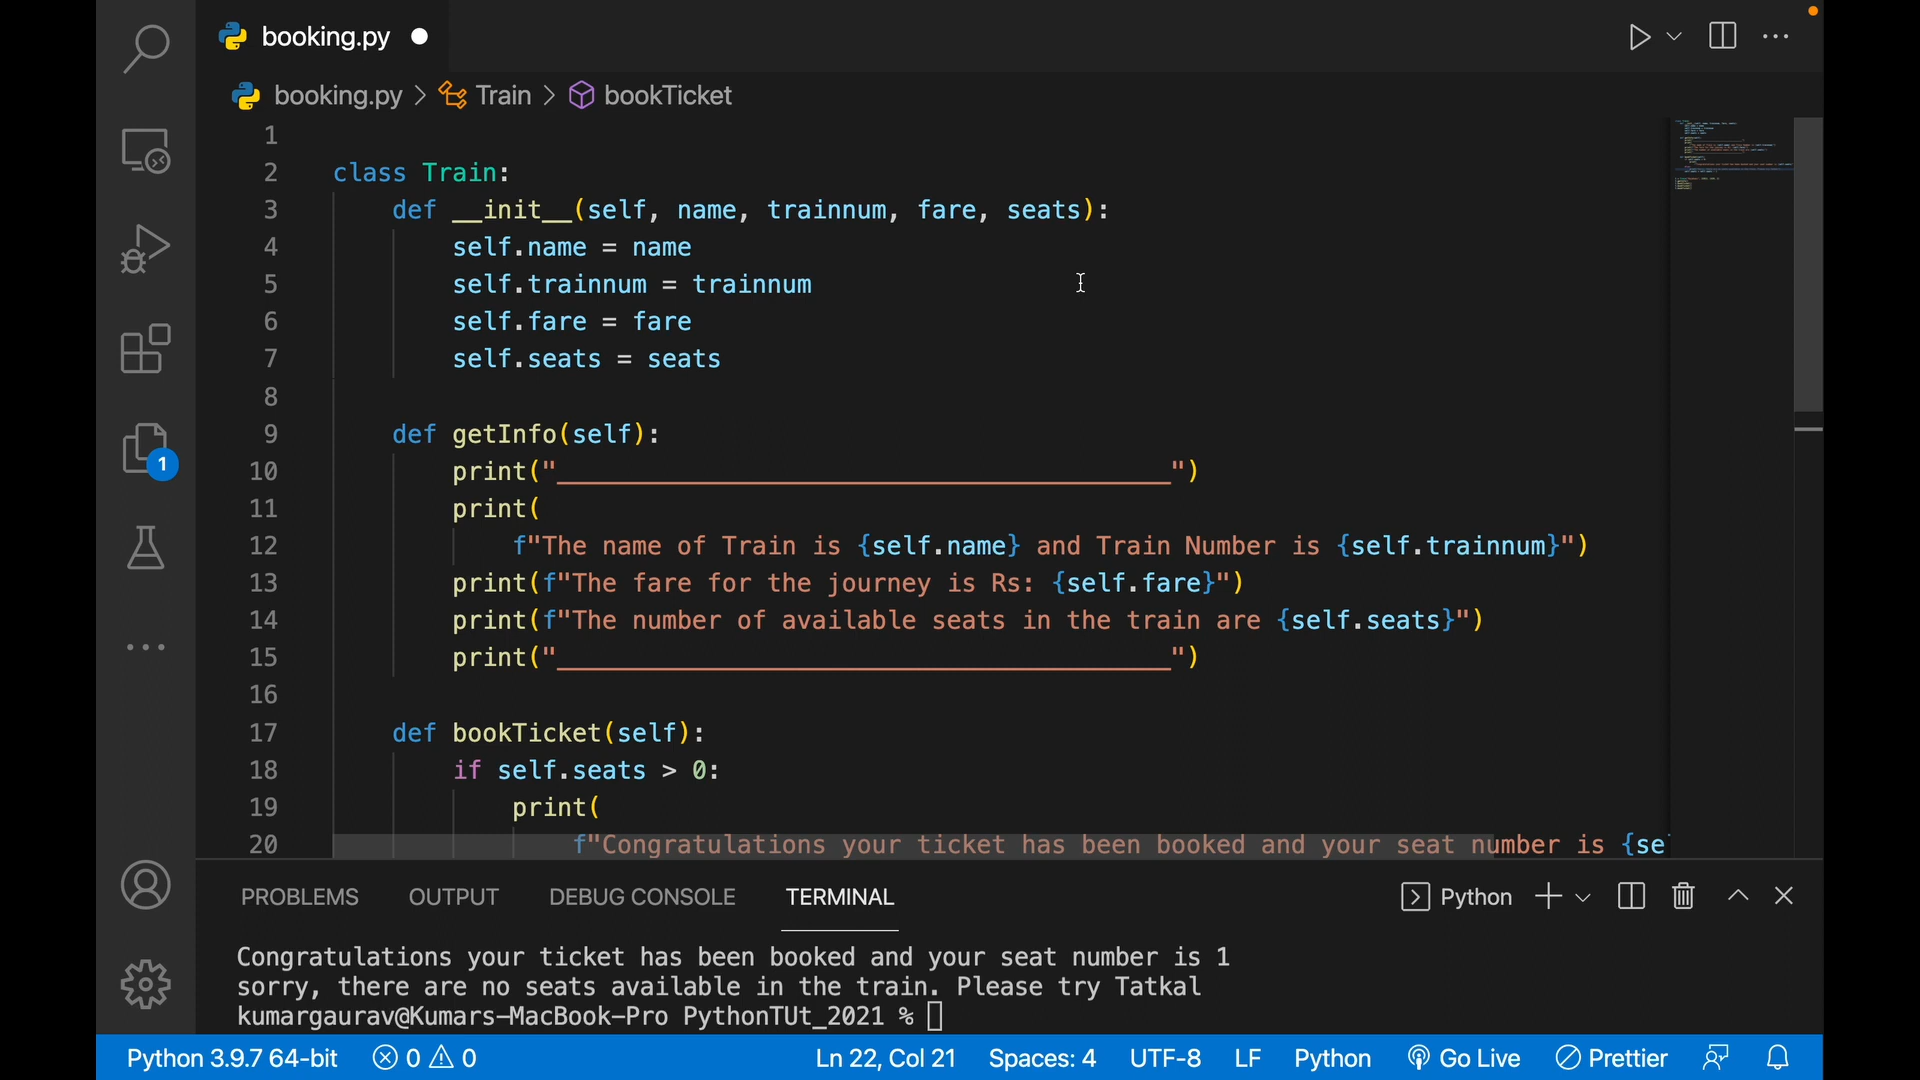 booking.py
booking.py > Train > bookTicket
1
2 class Train:
3 def __init__(self, name, trainnum, fare, seats):
4 self.name = name
5 self.trainnum = trainnum
6 self.fare = fare
7 self.seats = seats
8
9 def getInfo(self):
10 print("_________________________________________")
11 print(
12 f"The name of Train is {self.name} and Train Number is {self.trainnum}")
13 print(f"The fare for the journey is Rs: {self.fare}")
14 print(f"The number of available seats in the train are {self.seats}")
15 print("_________________________________________")
16
17 def bookTicket(self):
18 if self.seats > 0:
19 print(
20 f"Congratulations your ticket has been booked and your seat number is {se
1
PROBLEMS OUTPUT DEBUG CONSOLE TERMINAL Python
Congratulations your ticket has been booked and your seat number is 1
sorry, there are no seats available in the train. Please try Tatkal
kumargaurav@Kumars-MacBook-Pro PythonTUt_2021 %
Python 3.9.7 64-bit 0 0 Ln 22, Col 21 Spaces: 4 UTF-8 LF Python Go Live Prettier